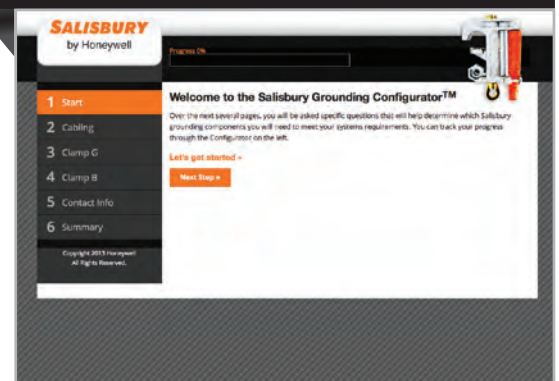 SALISBURY
by Honeywell
Progress 0%
1 Start
2 Cabling
3 Clamp G
4 Clamp B
5 Contact Info
6 Summary
Copyright 2013 Honeywell
All Rights Reserved.
Welcome to the Salisbury Grounding Configurator™
Over the next several pages, you will be asked specific questions that will help determine which Salisbury
grounding components you will need to meet your systems requirements. You can track your progress
through the Configurator on the left.
Let's got started »
Next Step »